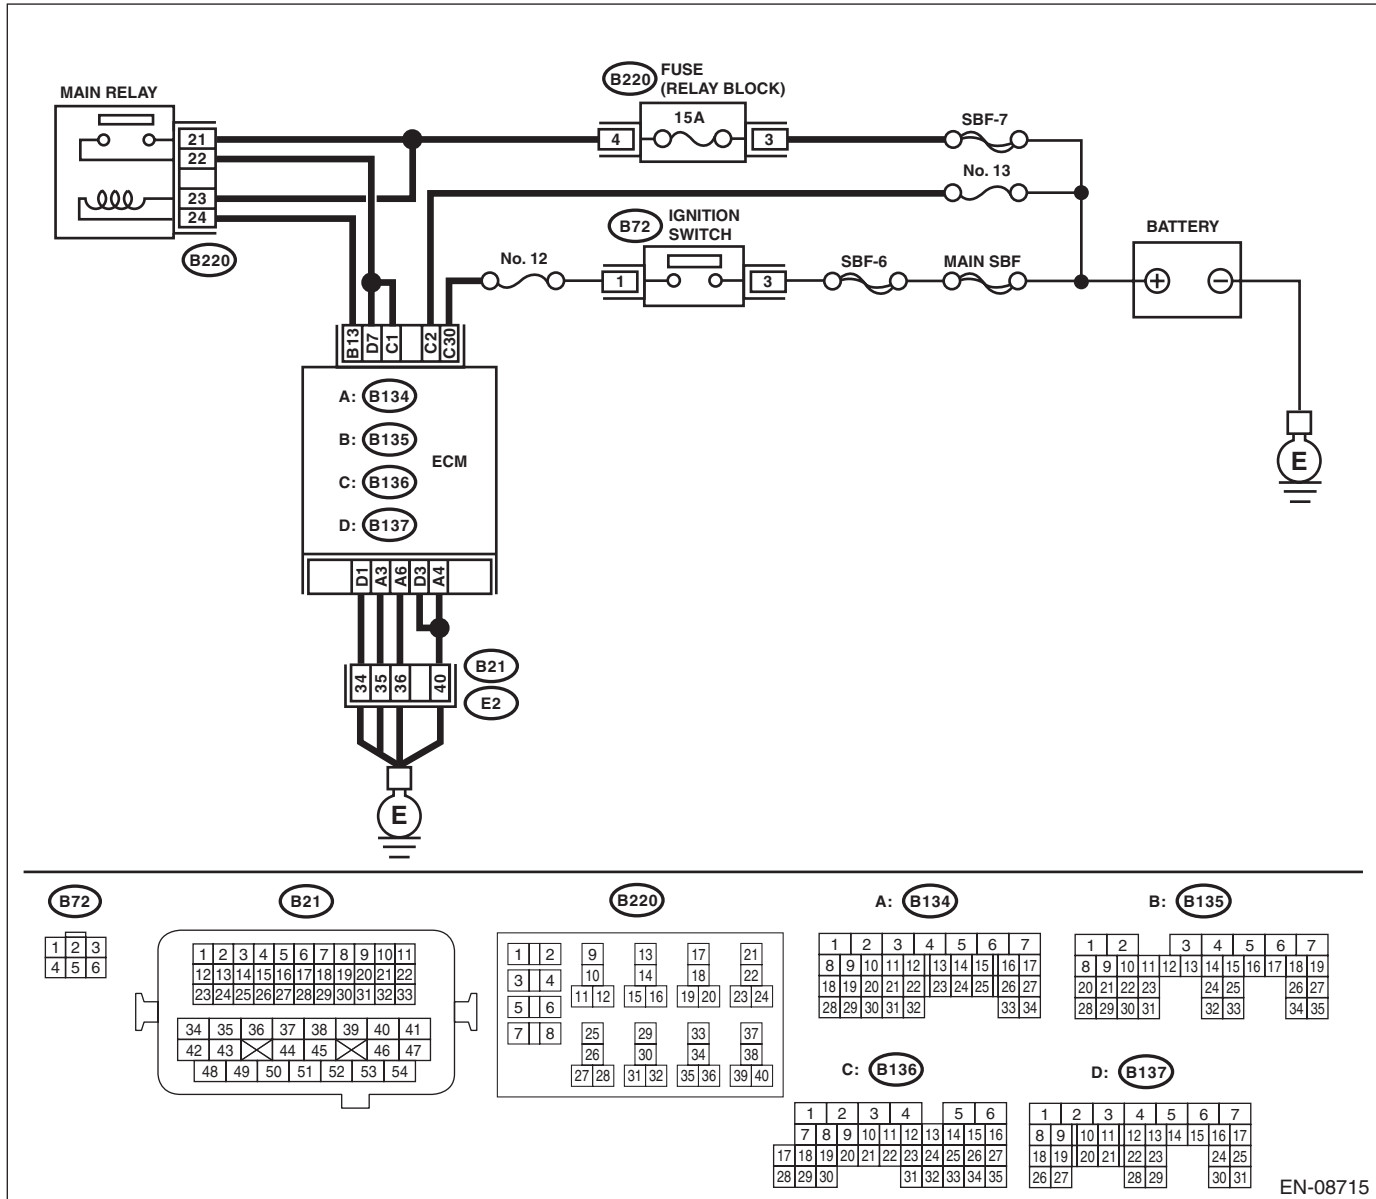 MAIN RELAY
21
22
23
24
B220
B220
FUSE
(RELAY BLOCK)
15A
4
3
SBF-7
No. 13
B72
IGNITION
SWITCH
No. 12
1
3
SBF-6
MAIN SBF
BATTERY
+
−
E
B13 D7 C1 C2 C30
A: B134
B: B135
ECM
C: B136
D: B137
D1 A3 A6 D3 A4
34 35 36 40
B21
E2
E
B72
1 2 3
4 5 6
B21
1 2 3 4 5 6 7 8 9 10 11
12 13 14 15 16 17 18 19 20 21 22
23 24 25 26 27 28 29 30 31 32 33
34 35 36 37 38 39 40 41
42 43 44 45 46 47
48 49 50 51 52 53 54
B220
1 2 9 13 17 21
3 4 10 14 18 22
5 6 11 12 15 16 19 20 23 24
7 8 25 29 33 37
26 30 34 38
27 28 31 32 35 36 39 40
A: B134
1 2 3 4 5 6 7
8 9 10 11 12 13 14 15 16 17
18 19 20 21 22 23 24 25 26 27
28 29 30 31 32 33 34
B: B135
1 2 3 4 5 6 7
8 9 10 11 12 13 14 15 16 17 18 19
20 21 22 23 24 25 26 27
28 29 30 31 32 33 34 35
C: B136
1 2 3 4 5 6
7 8 9 10 11 12 13 14 15 16
17 18 19 20 21 22 23 24 25 26 27
28 29 30 31 32 33 34 35
D: B137
1 2 3 4 5 6 7
8 9 10 11 12 13 14 15 16 17
18 19 20 21 22 23 24 25
26 27 28 29 30 31
EN-08715